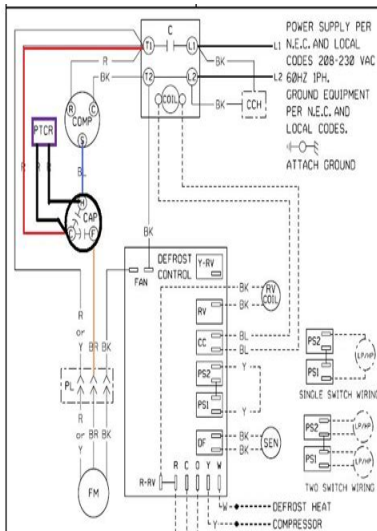 POWER SUPPLY PER
N.E.C. AND LOCAL
CODES 208-230 VAC
60HZ 1PH.
GROUND EQUIPMENT
PER N.E.C. AND
LOCAL CODES.
ATTACH GROUND
C
T1
L1
L1
R
BK
T2
L2
L2
BK
BK
COIL
CCH
R
C
COMP
S
PTCR
BL
R
R
H
CAP
C
F
BK
DEFROST
CONTROL
Y-RV
FAN
RV
BK
BK
RV
COIL
CC
BL
BL
PS2
Y
PS1
Y
DF
BK
BK
SEN
R-RV
R
C
O
Y
W
W
DEFROST HEAT
Y
COMPRESSOR
R
or
Y
BR
BK
PL
R
or
Y
BR
BK
FM
PS2
PS1
LP/HP
SINGLE SWITCH WIRING
PS2
LP/HP
PS1
LP/HP
TWO SWITCH WIRING